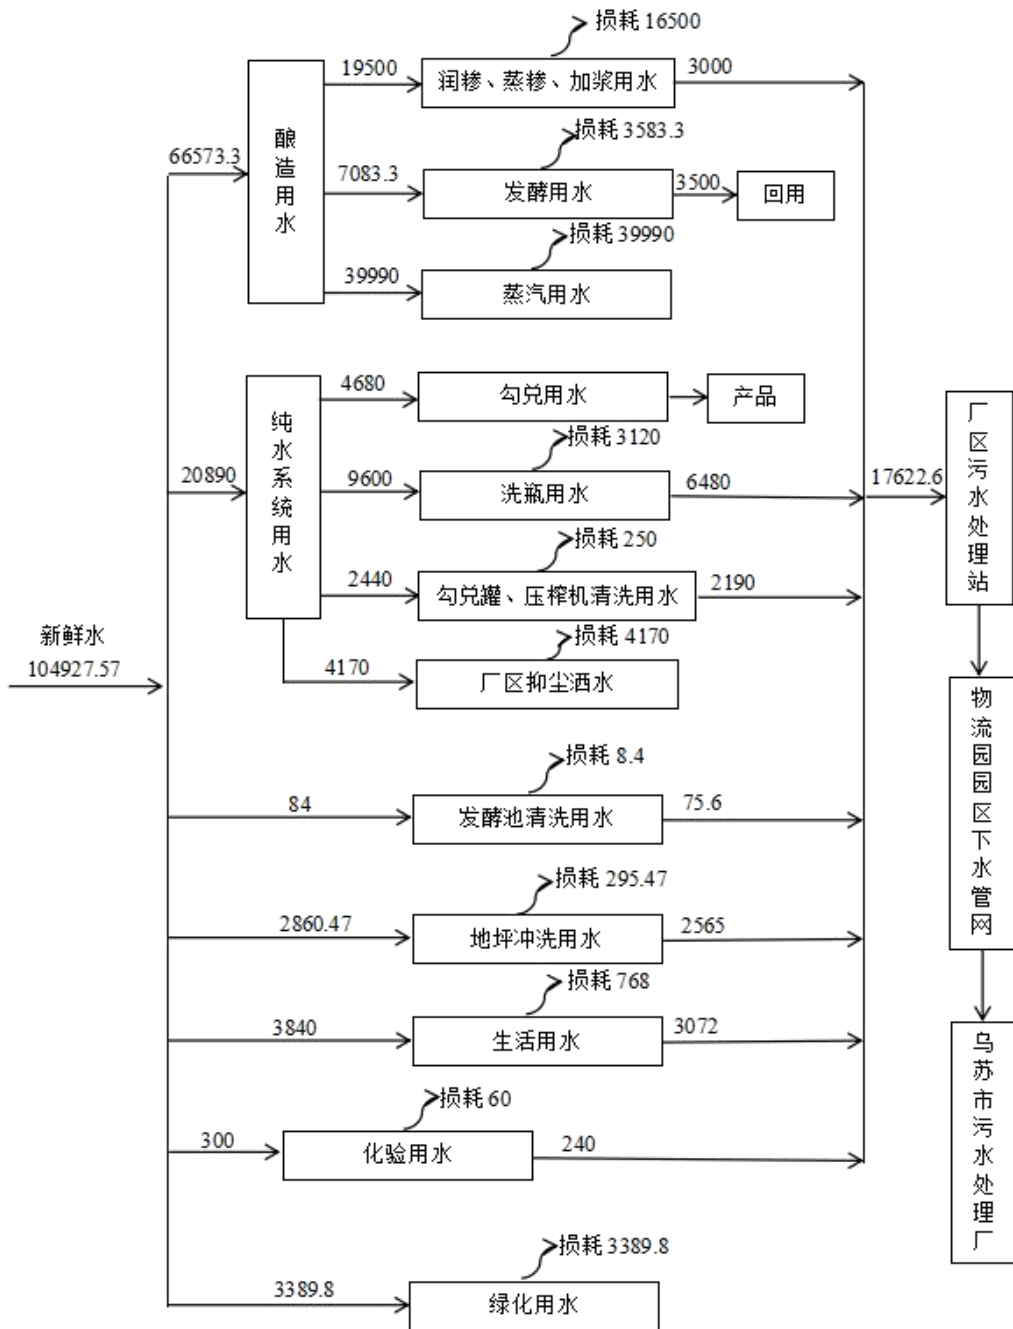 损耗 16500
19500
润糁、蒸糁、加浆用水
3000
酿造用水
66573.3
损耗 3583.3
7083.3
发酵用水
3500
回用
损耗 39990
39990
蒸汽用水
纯水系统用水
20890
4680
勾兑用水
产品
损耗 3120
9600
洗瓶用水
6480
损耗 250
2440
勾兑罐、压榨机清洗用水
2190
损耗 4170
4170
厂区抑尘洒水
17622.6
厂区污水处理站
新鲜水
104927.57
物流园园区下水管网
损耗 8.4
84
发酵池清洗用水
75.6
损耗 295.47
2860.47
地坪冲洗用水
2565
损耗 768
3840
生活用水
3072
乌苏市污水处理厂
损耗 60
300
化验用水
240
损耗 3389.8
3389.8
绿化用水